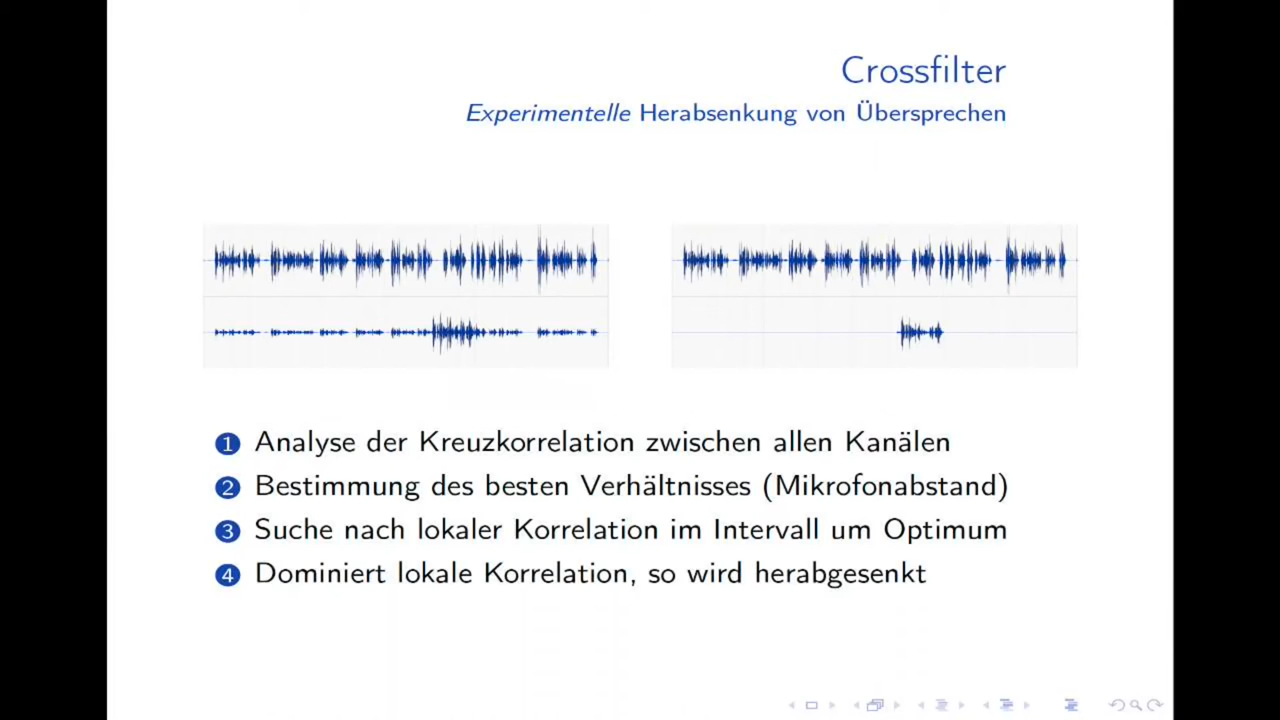 Crossfilter
Experimentelle Herabsenkung von Übersprechen
1 Analyse der Kreuzkorrelation zwischen allen Kanälen
2 Bestimmung des besten Verhältnisses (Mikrofonabstand)
3 Suche nach lokaler Korrelation im Intervall um Optimum
4 Dominiert lokale Korrelation, so wird herabgesenkt